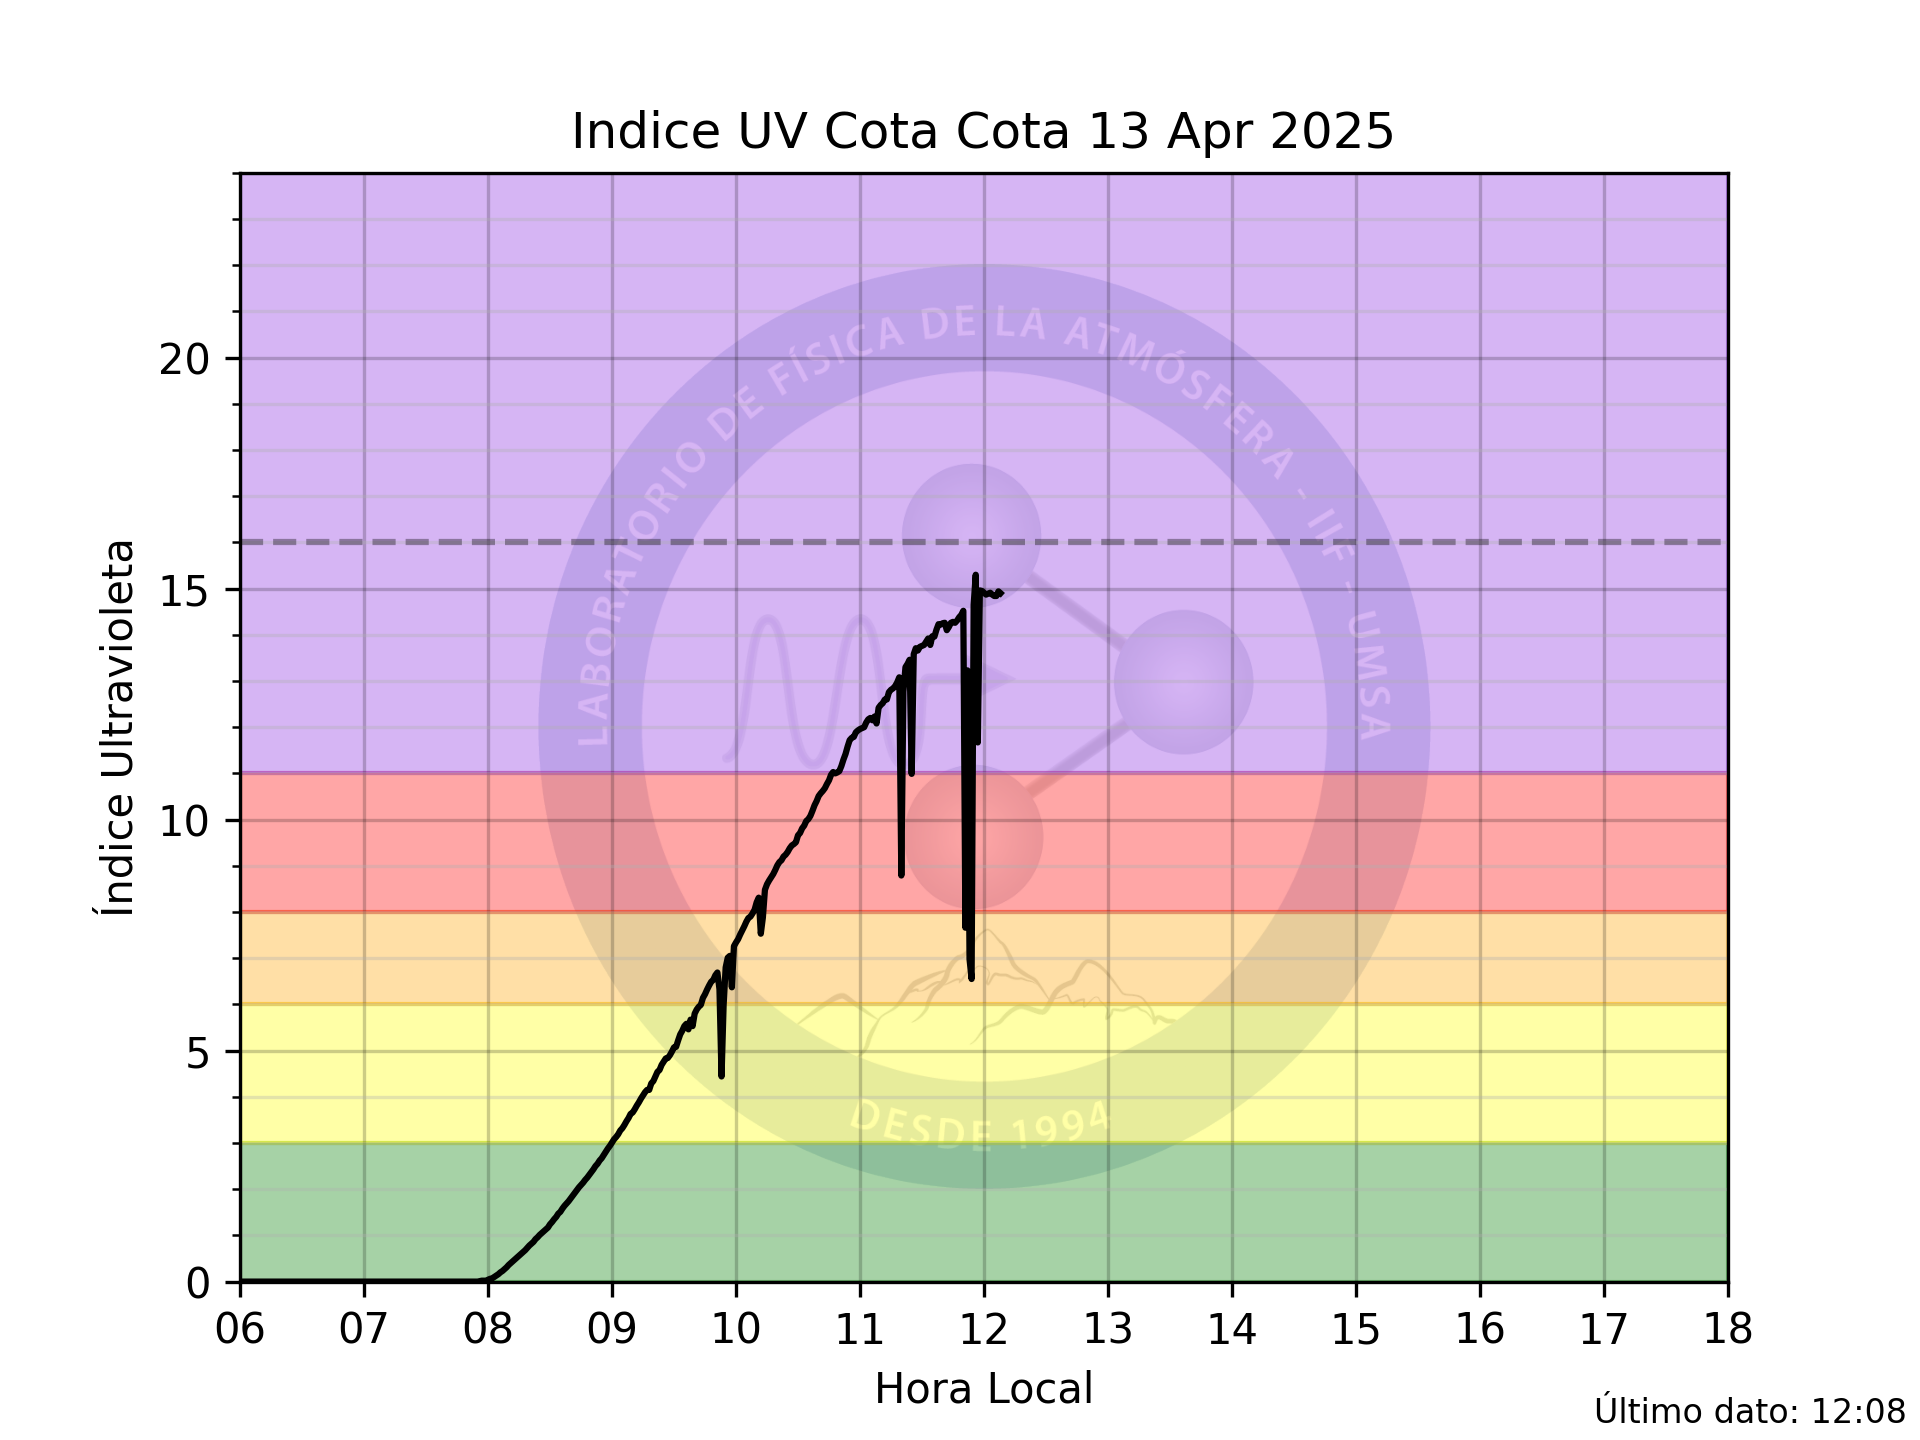 Indice UV Cota Cota 13 Apr 2025
LABORATORIO DE FÍSICA DE LA ATMÓSFERA - IIF - UMSA
DESDE 1994
Índice Ultravioleta
20
15
10
5
0
06 07 08 09 10 11 12 13 14 15 16 17 18
Hora Local
Último dato: 12:08